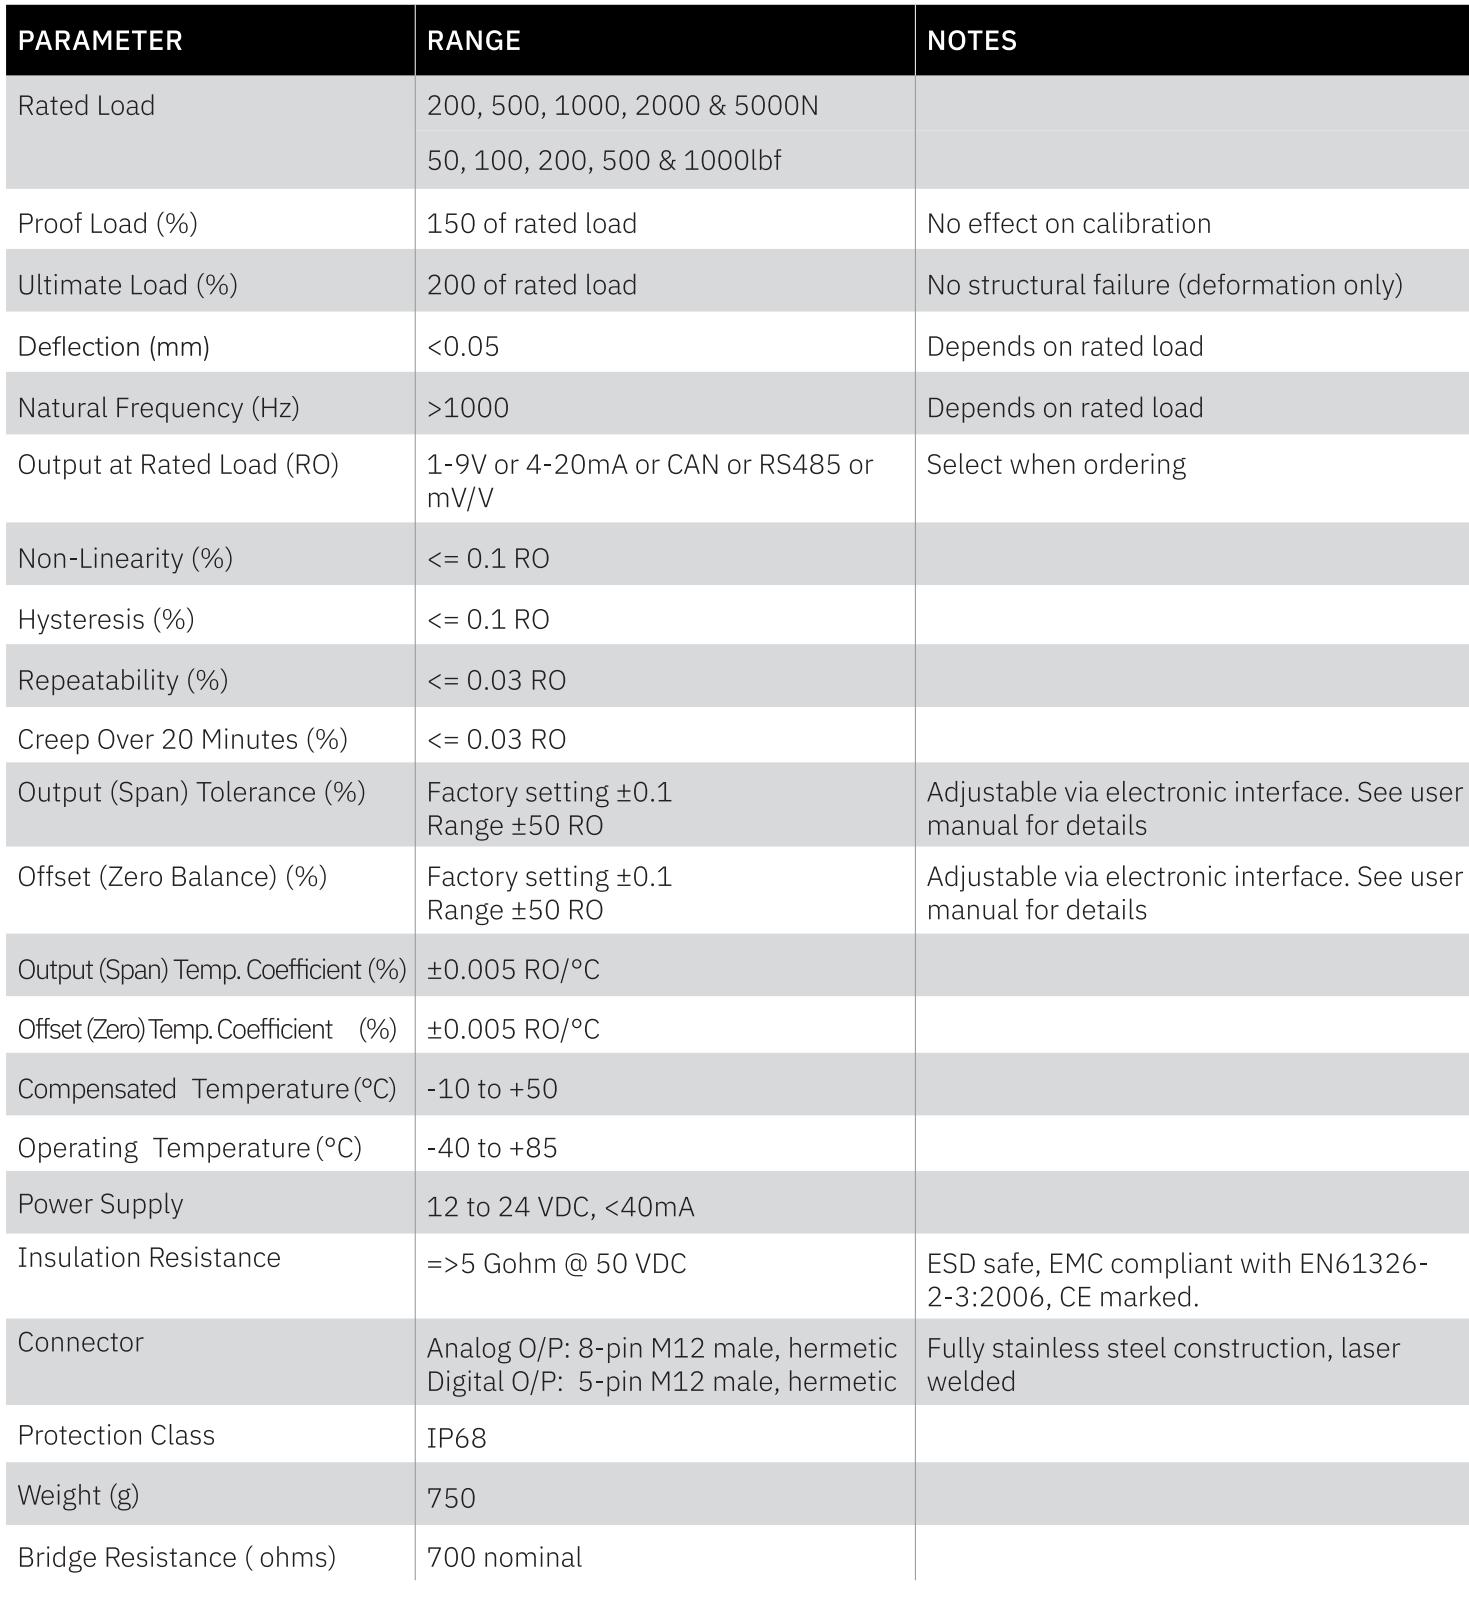 PARAMETER RANGE NOTES
Rated Load 200, 500, 1000, 2000 & 5000N
50, 100, 200, 500 & 1000lbf
Proof Load (%) 150 of rated load No effect on calibration
Ultimate Load (%) 200 of rated load No structural failure (deformation only)
Deflection (mm) <0.05 Depends on rated load
Natural Frequency (Hz) >1000 Depends on rated load
Output at Rated Load (RO) 1-9V or 4-20mA or CAN or RS485 or Select when ordering
mV/V
Non-Linearity (%) <= 0.1 RO
Hysteresis (%) <= 0.1 RO
Repeatability (%) <= 0.03 RO
Creep Over 20 Minutes (%) <= 0.03 RO
Output (Span) Tolerance (%) Factory setting ±0.1 Adjustable via electronic interface. See user
Range ±50 RO manual for details
Offset (Zero Balance) (%) Factory setting ±0.1 Adjustable via electronic interface. See user
Range ±50 RO manual for details
Output (Span) Temp. Coefficient (%) ±0.005 RO/°C
Offset (Zero) Temp. Coefficient (%) ±0.005 RO/°C
Compensated Temperature (°C) -10 to +50
Operating Temperature (°C) -40 to +85
Power Supply 12 to 24 VDC, <40mA
Insulation Resistance =>5 Gohm @ 50 VDC ESD safe, EMC compliant with EN61326-
2-3:2006, CE marked.
Connector Analog O/P: 8-pin M12 male, hermetic Fully stainless steel construction, laser
Digital O/P: 5-pin M12 male, hermetic welded
Protection Class IP68
Weight (g) 750
Bridge Resistance ( ohms) 700 nominal